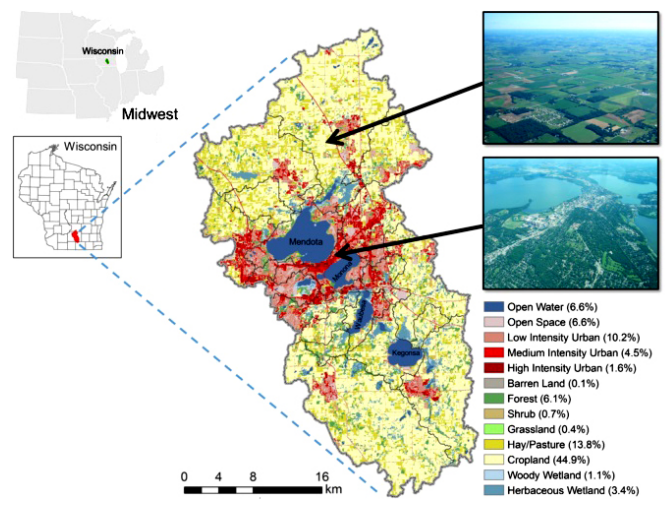 Wisconsin
Midwest
Wisconsin
Mendota
Monona
Waubesa
Kegonsa
Open Water (6.6%)
Open Space (6.6%)
Low Intensity Urban (10.2%)
Medium Intensity Urban (4.5%)
High Intensity Urban (1.6%)
Barren Land (0.1%)
Forest (6.1%)
Shrub (0.7%)
Grassland (0.4%)
Hay/Pasture (13.8%)
Cropland (44.9%)
Woody Wetland (1.1%)
Herbaceous Wetland (3.4%)
0 4 8 16
km